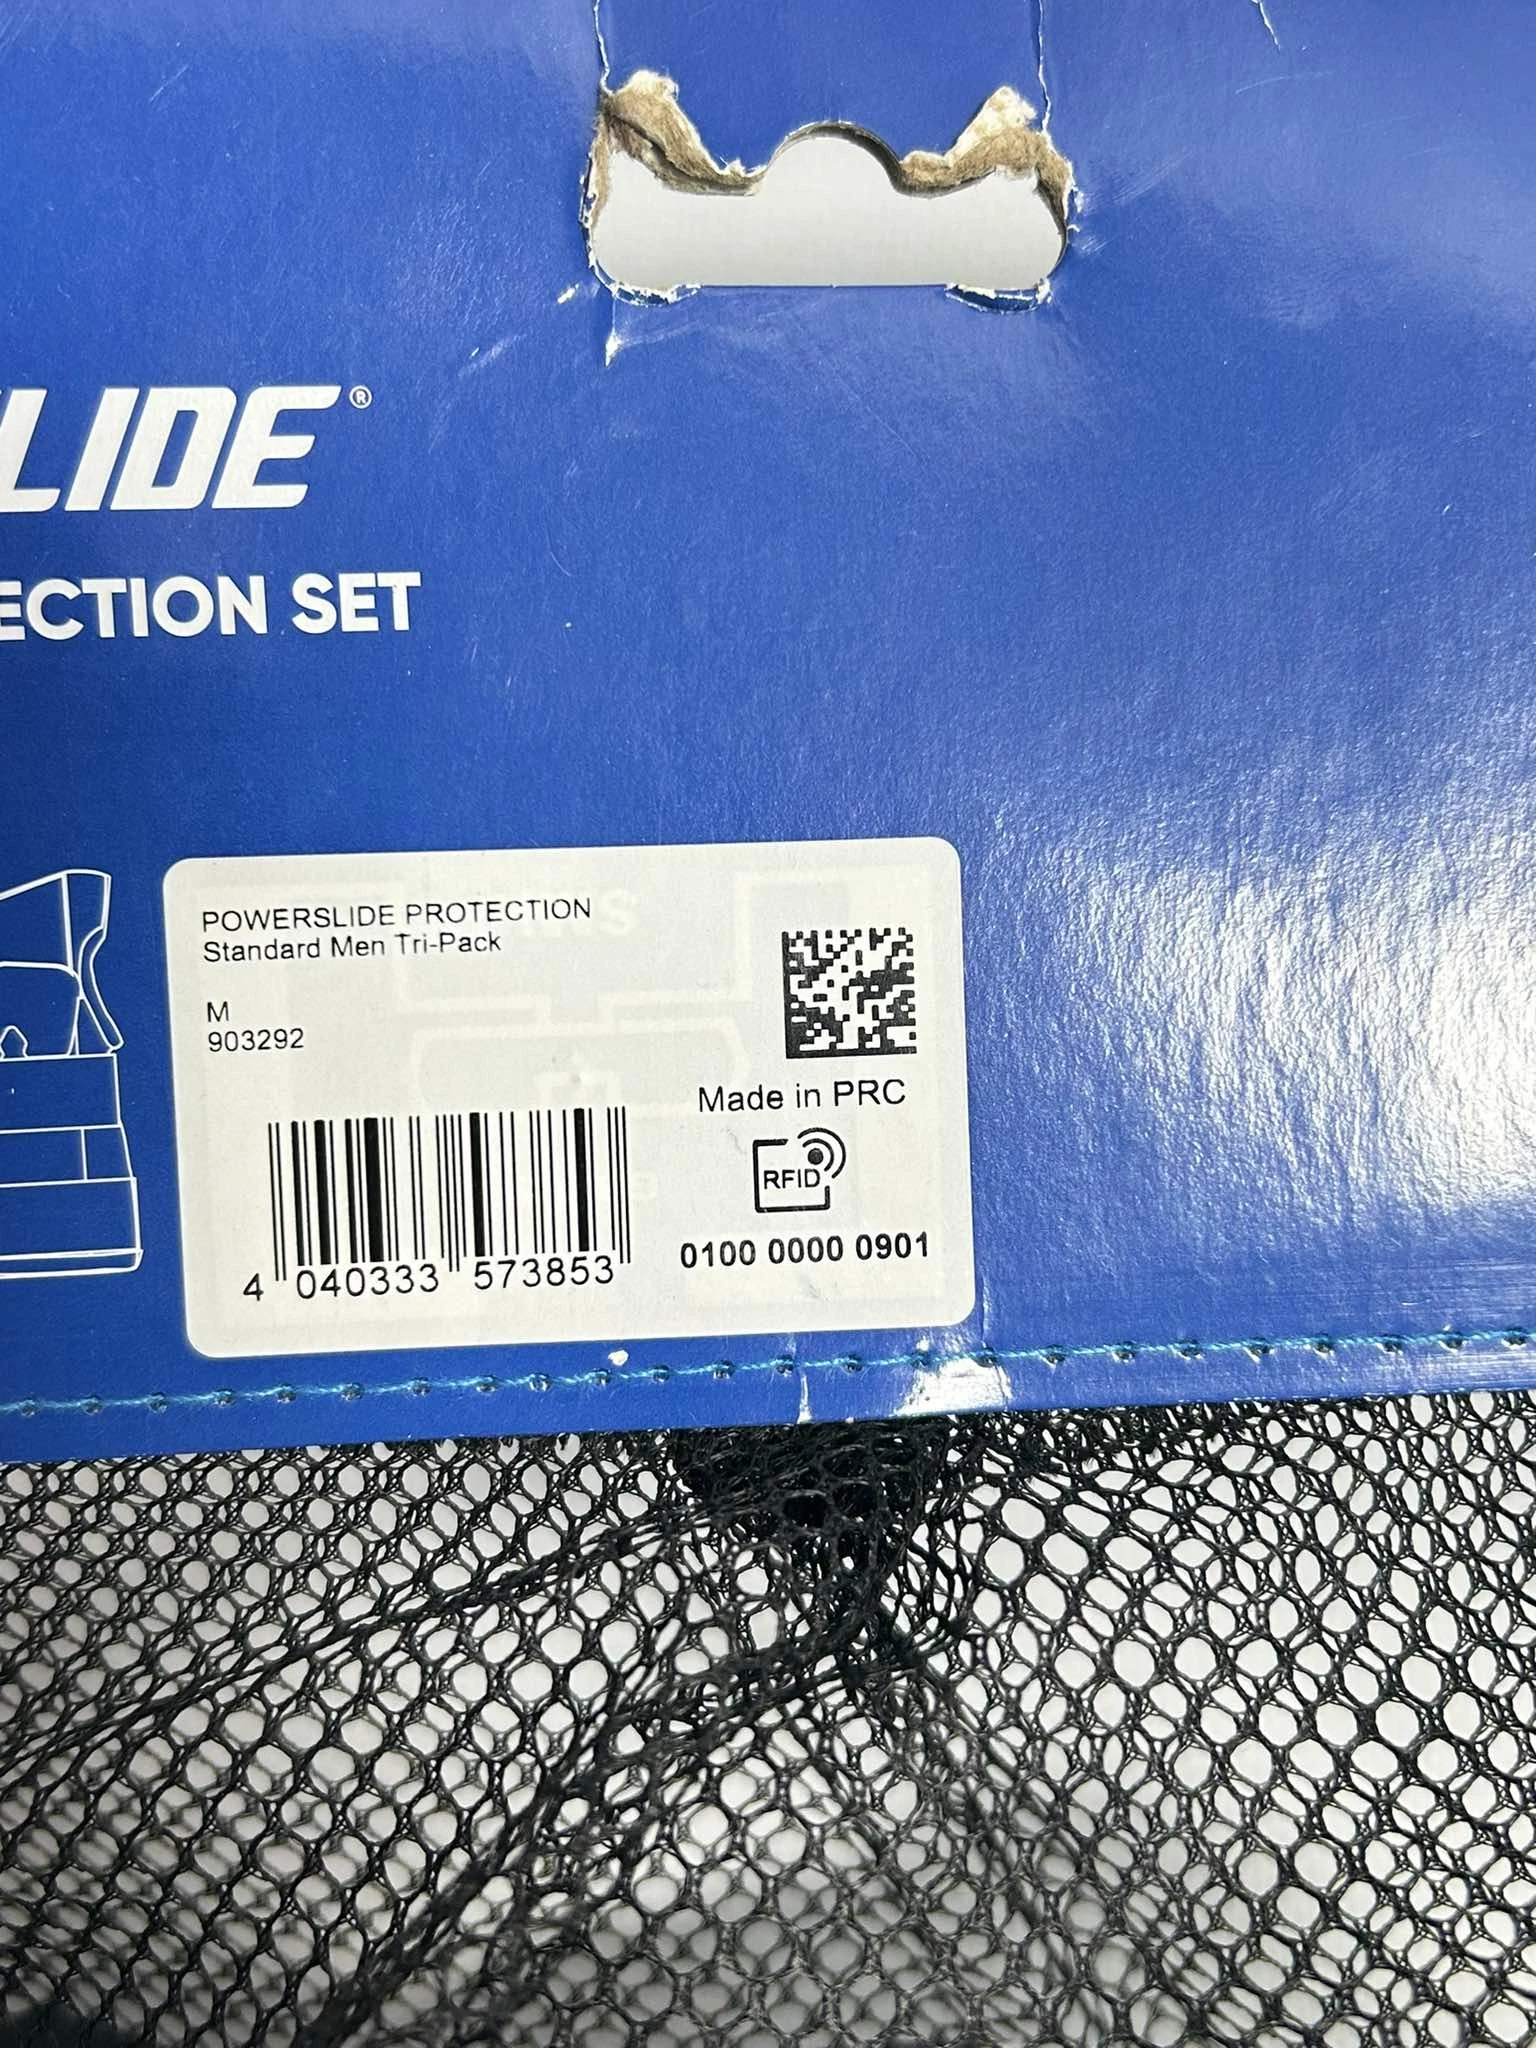 LIDE®
ECTION SET
POWERSLIDE PROTECTION
Standard Men Tri-Pack
M
903292
Made in PRC
RFID
0100 0000 0901
4 040333 573853